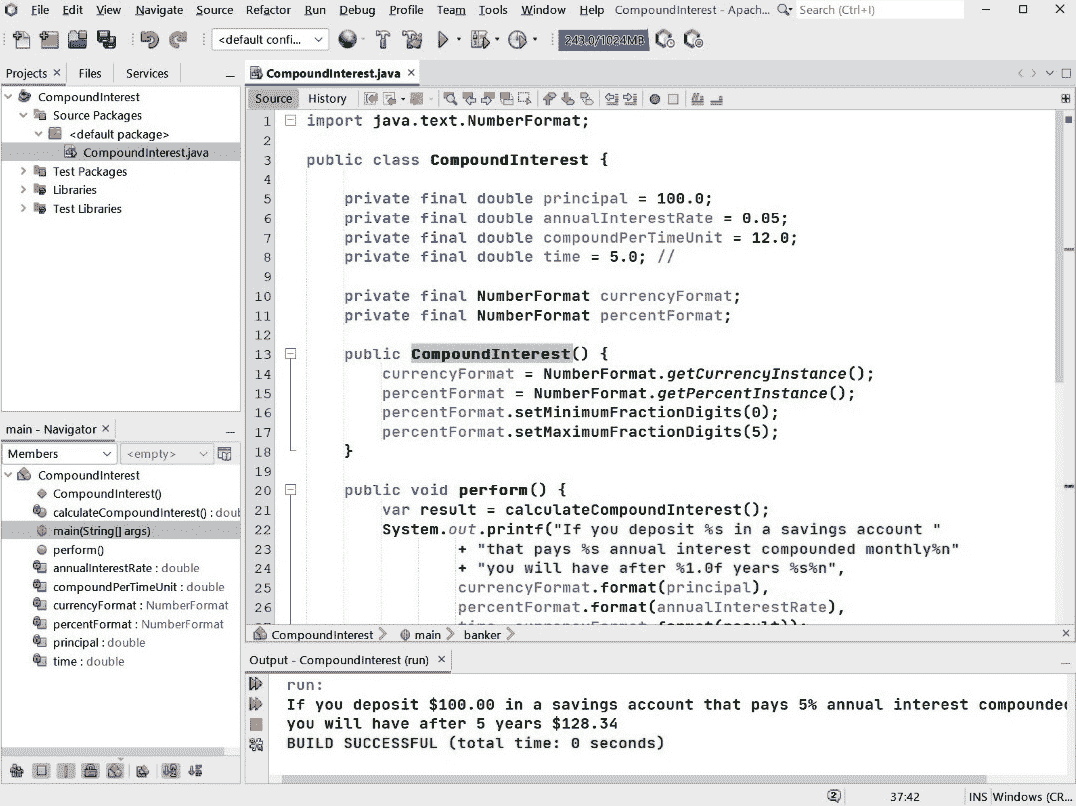 File Edit View Navigate Source Refactor Run Debug Profile Team Tools Window Help CompoundInterest - Apach... Search (Ctrl+I)
<default confi... 243.0/1024MB
Projects Files Services
CompoundInterest
Source Packages
<default package>
CompoundInterest.java
Test Packages
Libraries
Test Libraries
main - Navigator
Members <empty>
CompoundInterest
CompoundInterest()
calculateCompoundInterest() : doub
main(String[] args)
perform()
annualInterestRate : double
compoundPerTimeUnit : double
currencyFormat : NumberFormat
percentFormat : NumberFormat
principal : double
time : double
CompoundInterest.java
Source History
1 import java.text.NumberFormat;
2
3 public class CompoundInterest {
4
5 private final double principal = 100.0;
6 private final double annualInterestRate = 0.05;
7 private final double compoundPerTimeUnit = 12.0;
8 private final double time = 5.0; //
9
10 private final NumberFormat currencyFormat;
11 private final NumberFormat percentFormat;
12
13 public CompoundInterest() {
14 currencyFormat = NumberFormat.getCurrencyInstance();
15 percentFormat = NumberFormat.getPercentInstance();
16 percentFormat.setMinimumFractionDigits(0);
17 percentFormat.setMaximumFractionDigits(5);
18 }
19
20 public void perform() {
21 var result = calculateCompoundInterest();
22 System.out.printf("If you deposit %s in a savings account "
23 + "that pays %s annual interest compounded monthly%n"
24 + "you will have after %1.0f years %s%n",
25 currencyFormat.format(principal),
26 percentFormat.format(annualInterestRate),
time, currencyFormat.format(result));
CompoundInterest main banker
Output - CompoundInterest (run)
run:
If you deposit $100.00 in a savings account that pays 5% annual interest compounded
you will have after 5 years $128.34
BUILD SUCCESSFUL (total time: 0 seconds)
37:42 INS Windows (CR...